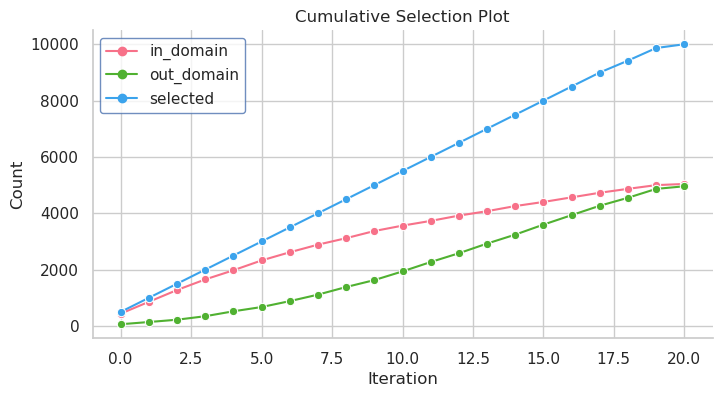 Cumulative Selection Plot
in_domain
out_domain
selected
Count
10000
8000
6000
4000
2000
0
0.0 2.5 5.0 7.5 10.0 12.5 15.0 17.5 20.0
Iteration